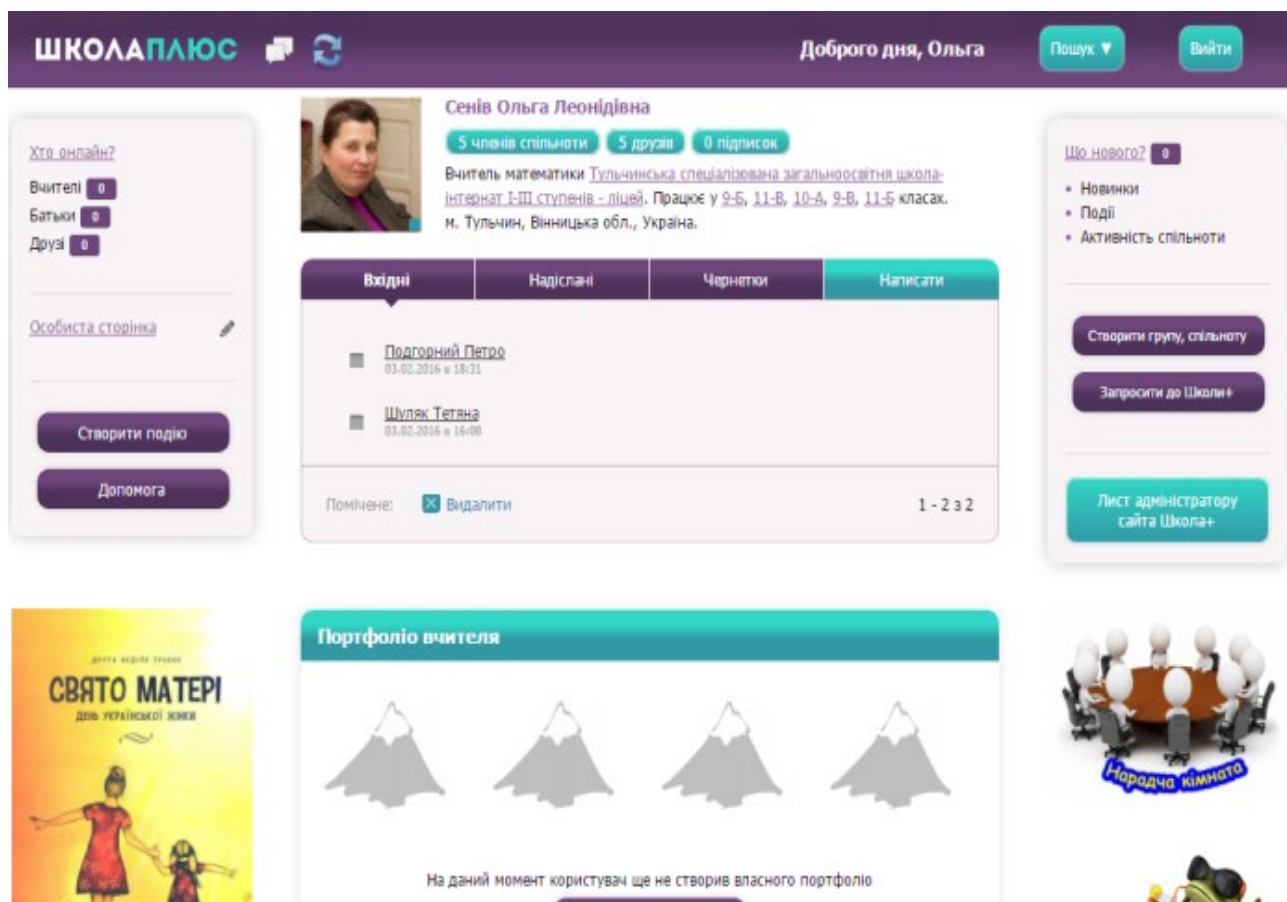 ШКОЛАПЛЮС
Доброго дня, Ольга
Пошук ▼
Вийти
Хто онлайн?
Вчителі 0
Батьки 0
Друзі 0
Особиста сторінка
Створити подію
Допомога
Сенів Ольга Леонідівна
5 членів спільноти 5 друзів 0 підписок
Вчитель математики Тульчинська спеціалізована загальноосвітня школа-
інтернат І-ІІІ ступенів - ліцей. Працює у 9-Б, 11-В, 10-А, 9-В, 11-Б класах.
м. Тульчин, Вінницька обл., Україна.
Вхідні
Надіслані
Чернетки
Написати
Подгорний Петро
03.02.2016 в 18:31
Шуляк Тетяна
03.02.2016 в 16:08
Помічене: Видалити 1 - 2 з 2
Що нового? 0
• Новинки
• Події
• Активність спільноти
Створити групу, спільноту
Запросити до Школи+
Лист адміністратору
сайта Школа+
ДРУГА НЕДІЛЯ ТРАВНЯ
СВЯТО МАТЕРІ
ДЕНЬ УКРАЇНСЬКОЇ ЖІНКИ
Портфоліо вчителя
На даний момент користувач ще не створив власного портфоліо
Нарадча кімната